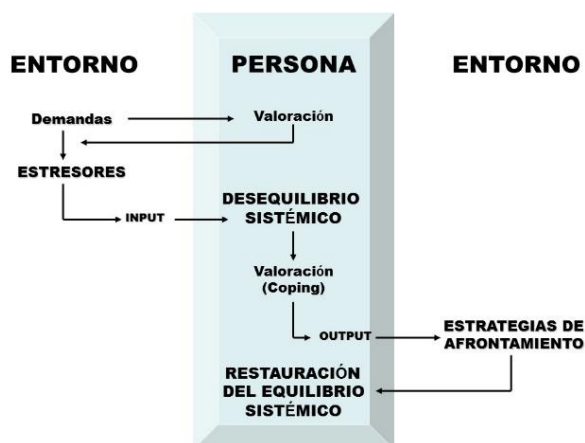 ENTORNO
PERSONA
ENTORNO
Demandas
Valoración
ESTRESORES
DESEQUILIBRIO
SISTÉMICO
INPUT
Valoración
(Coping)
OUTPUT
ESTRATEGIAS DE
AFRONTAMIENTO
RESTAURACIÓN
DEL EQUILIBRIO
SISTÉMICO